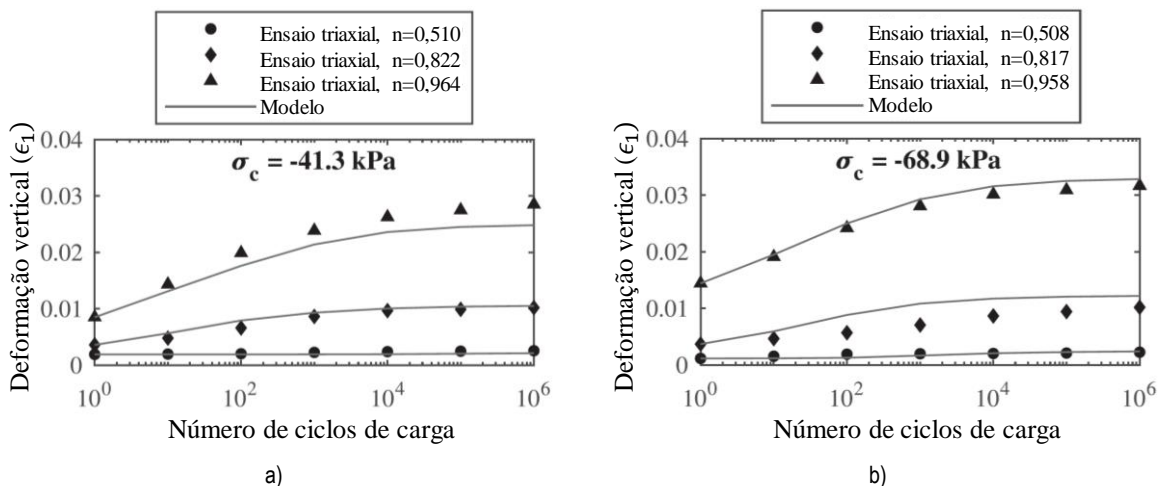 Ensaio triaxial, n=0,510
Ensaio triaxial, n=0,822
Ensaio triaxial, n=0,964
Modelo
σc = -41.3 kPa
Deformação vertical (ϵ1)
0.04
0.03
0.02
0.01
0
10^0
10^2
10^4
10^6
Número de ciclos de carga
a)
Ensaio triaxial, n=0,508
Ensaio triaxial, n=0,817
Ensaio triaxial, n=0,958
Modelo
σc = -68.9 kPa
Deformação vertical (ϵ1)
0.04
0.03
0.02
0.01
0
10^0
10^2
10^4
10^6
Número de ciclos de carga
b)